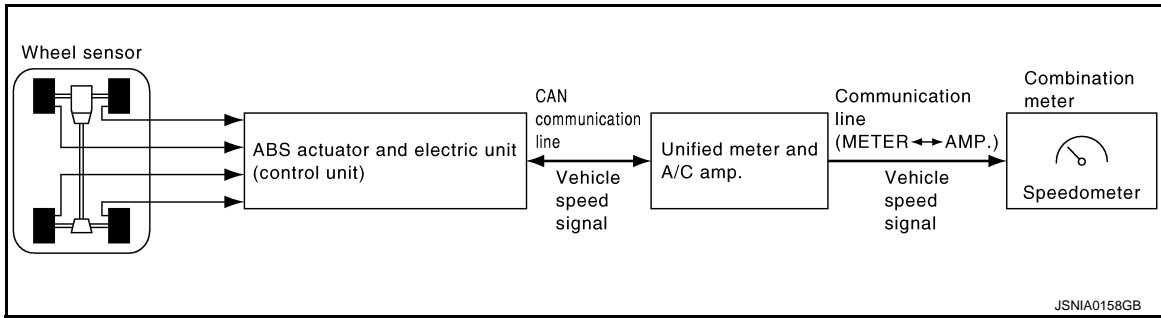 Wheel sensor
ABS actuator and electric unit
(control unit)
CAN
communication
line
Vehicle
speed
signal
Unified meter and
A/C amp.
Communication
line
(METER↔AMP.)
Vehicle
speed
signal
Combination
meter
Speedometer
JSNIA0158GB